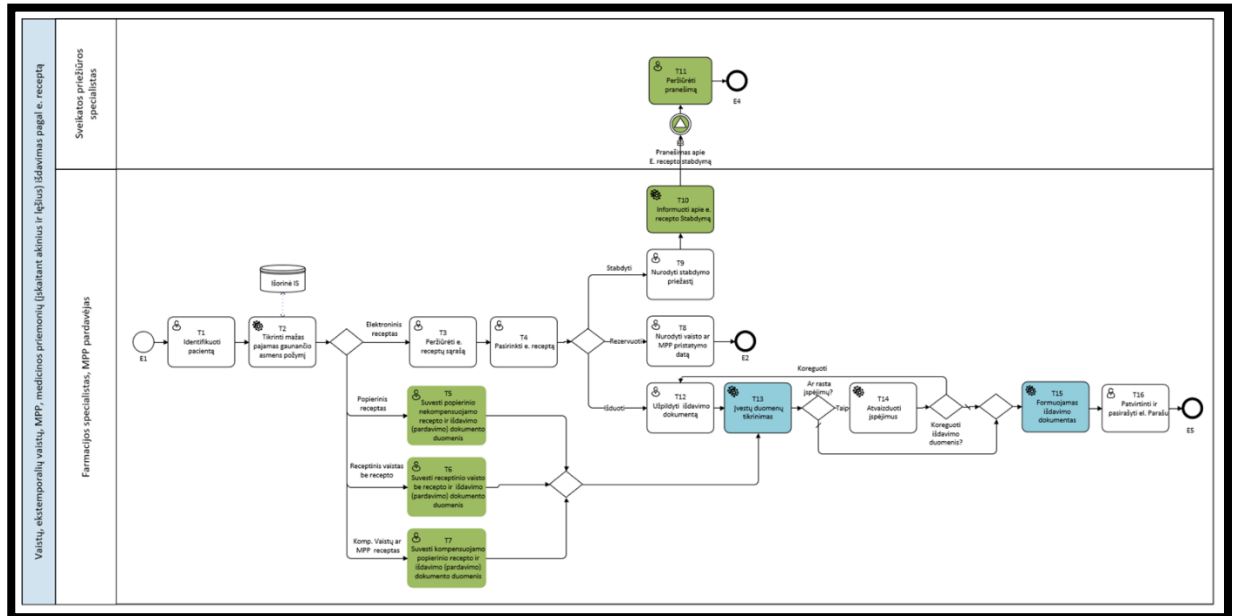 Vaistų, ekstemporalių vaistų, MPP, medicinos priemonių (įskaitant akinius ir lęšius) išdavimas pagal e. receptą
Sveikatos priežiūros
specialistas
T11
Peržiūrėti
pranešimą
E4
Pranešimas apie
E. recepto stabdymą
Farmacijos specialistas, MPP pardavėjas
T10
Informuoti apie e.
recepto Stabdymą
Stabdyti
T9
Nurodyti stabdymo
priežastį
Išorinė IS
E1
T1
Identifikuoti
pacientą
T2
Tikrinti mažas
pajamas gaunančio
asmens požymį
Elektroninis
receptas
T3
Peržiūrėti e.
receptų sąrašą
T4
Pasirinkti e. receptą
Rezervuoti
T8
Nurodyti vaisto ar
MPP pristatymo
datą
E2
Išduoti
T12
Užpildyti išdavimo
dokumentą
Koreguoti
T13
Įvestų duomenų
tikrinimas
Ar rasta
įspėjimų?
Taip
T14
Atvaizduoti
įspėjimus
Koreguoti
išdavimo
duomenis?
T15
Formuojamas
išdavimo
dokumentas
T16
Patvirtinti ir
pasirašyti el. Parašu
E5
Popierinis
receptas
T5
Suvesti popierinio
nekompensuojamo
recepto ir išdavimo
(pardavimo) dokumento
duomenis
Receptinis vaistas
be recepto
T6
Suvesti receptinio vaisto
be recepto ir išdavimo
(pardavimo) dokumento
duomenis
Komp. Vaistų ar
MPP receptas
T7
Suvesti kompensuojamo
popierinio recepto ir
išdavimo (pardavimo)
dokumento duomenis